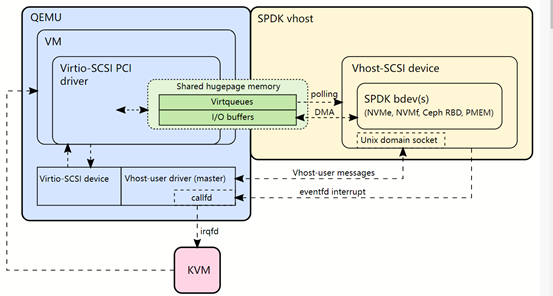 QEMU
SPDK vhost
VM
Virtio-SCSI PCI
driver
Shared hugepage memory
Virtqueues
I/O buffers
polling
DMA
Vhost-SCSI device
SPDK bdev(s)
(NVMe, NVMf, Ceph RBD, PMEM)
Unix domain socket
Virtio-SCSI device
Vhost-user driver (master)
callfd
Vhost-user messages
eventfd interrupt
irqfd
KVM